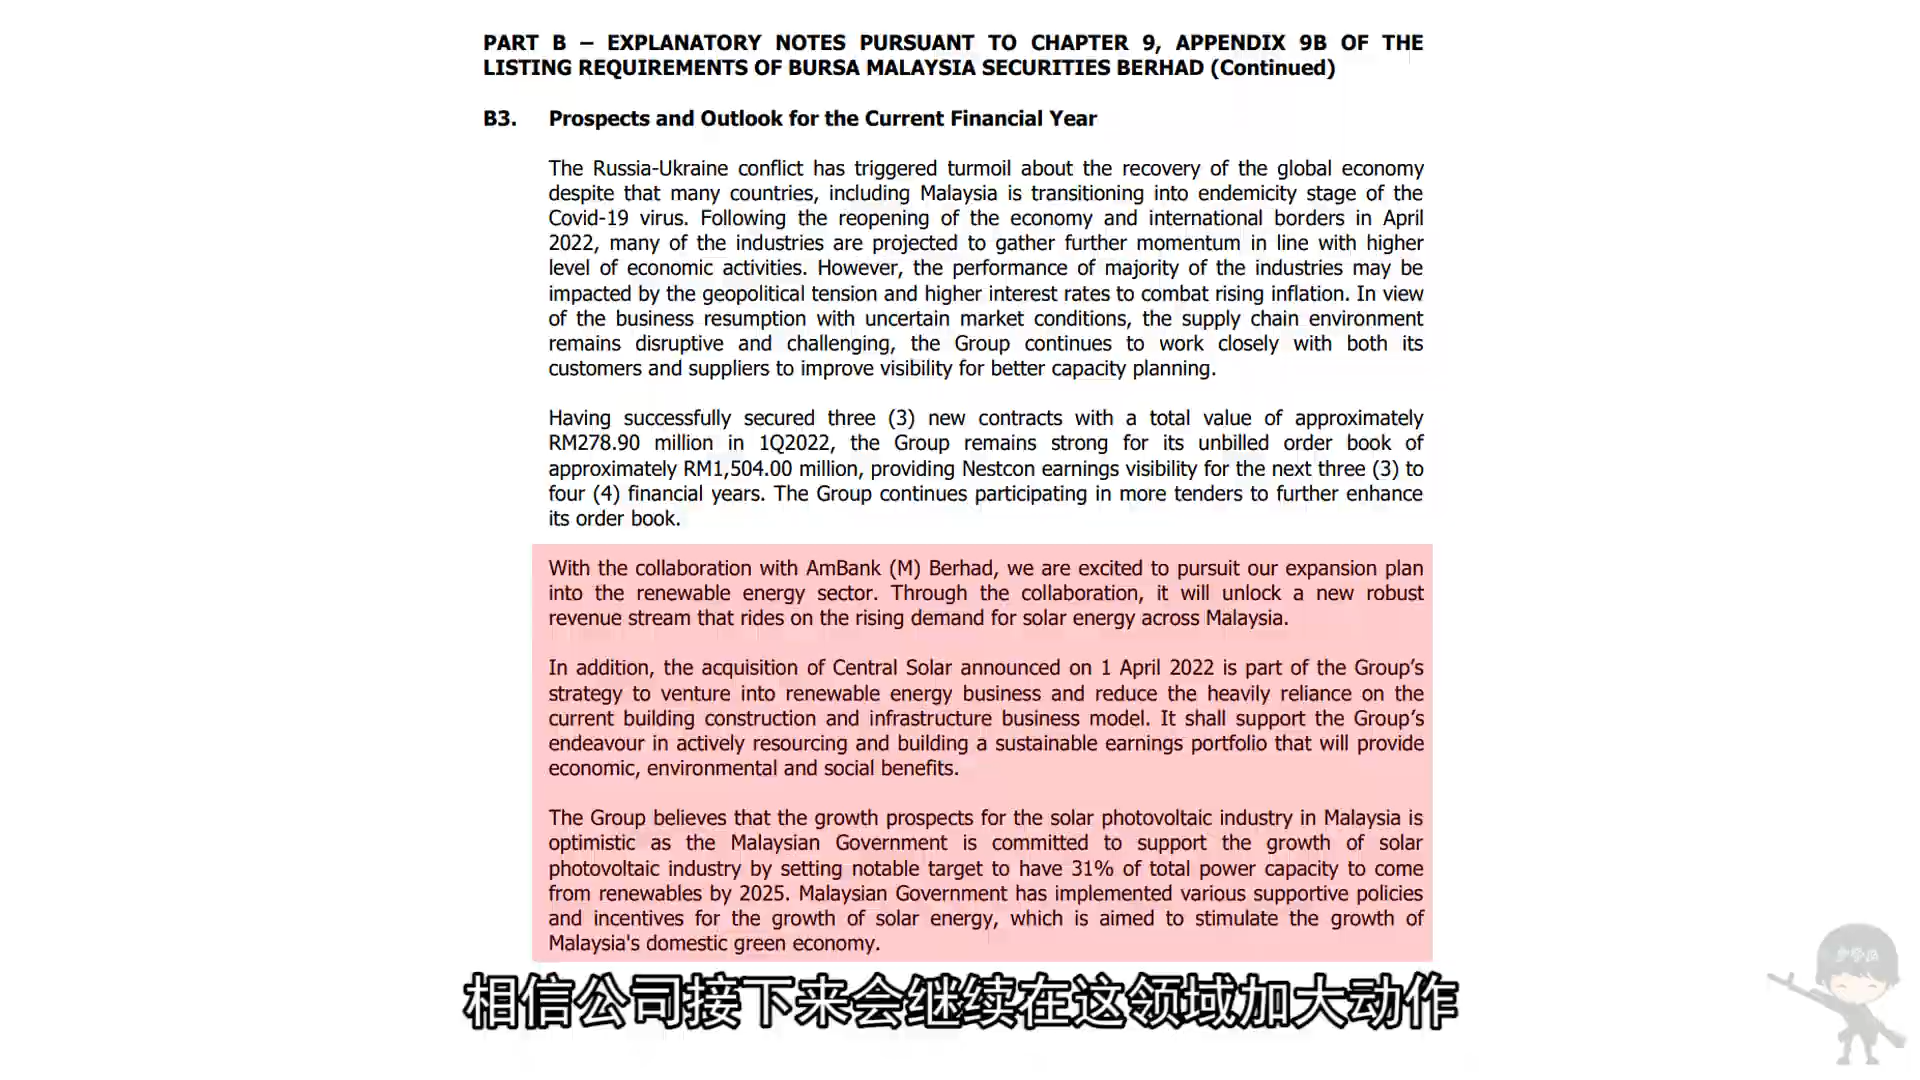 PART B – EXPLANATORY NOTES PURSUANT TO CHAPTER 9, APPENDIX 9B OF THE
LISTING REQUIREMENTS OF BURSA MALAYSIA SECURITIES BERHAD (Continued)
B3. Prospects and Outlook for the Current Financial Year
The Russia-Ukraine conflict has triggered turmoil about the recovery of the global economy
despite that many countries, including Malaysia is transitioning into endemicity stage of the
Covid-19 virus. Following the reopening of the economy and international borders in April
2022, many of the industries are projected to gather further momentum in line with higher
level of economic activities. However, the performance of majority of the industries may be
impacted by the geopolitical tension and higher interest rates to combat rising inflation. In view
of the business resumption with uncertain market conditions, the supply chain environment
remains disruptive and challenging, the Group continues to work closely with both its
customers and suppliers to improve visibility for better capacity planning.
Having successfully secured three (3) new contracts with a total value of approximately
RM278.90 million in 1Q2022, the Group remains strong for its unbilled order book of
approximately RM1,504.00 million, providing Nestcon earnings visibility for the next three (3) to
four (4) financial years. The Group continues participating in more tenders to further enhance
its order book.
With the collaboration with AmBank (M) Berhad, we are excited to pursuit our expansion plan
into the renewable energy sector. Through the collaboration, it will unlock a new robust
revenue stream that rides on the rising demand for solar energy across Malaysia.
In addition, the acquisition of Central Solar announced on 1 April 2022 is part of the Group's
strategy to venture into renewable energy business and reduce the heavily reliance on the
current building construction and infrastructure business model. It shall support the Group's
endeavour in actively resourcing and building a sustainable earnings portfolio that will provide
economic, environmental and social benefits.
The Group believes that the growth prospects for the solar photovoltaic industry in Malaysia is
optimistic as the Malaysian Government is committed to support the growth of solar
photovoltaic industry by setting notable target to have 31% of total power capacity to come
from renewables by 2025. Malaysian Government has implemented various supportive policies
and incentives for the growth of solar energy, which is aimed to stimulate the growth of
Malaysia's domestic green economy.
相信公司接下来会继续在这领域加大动作